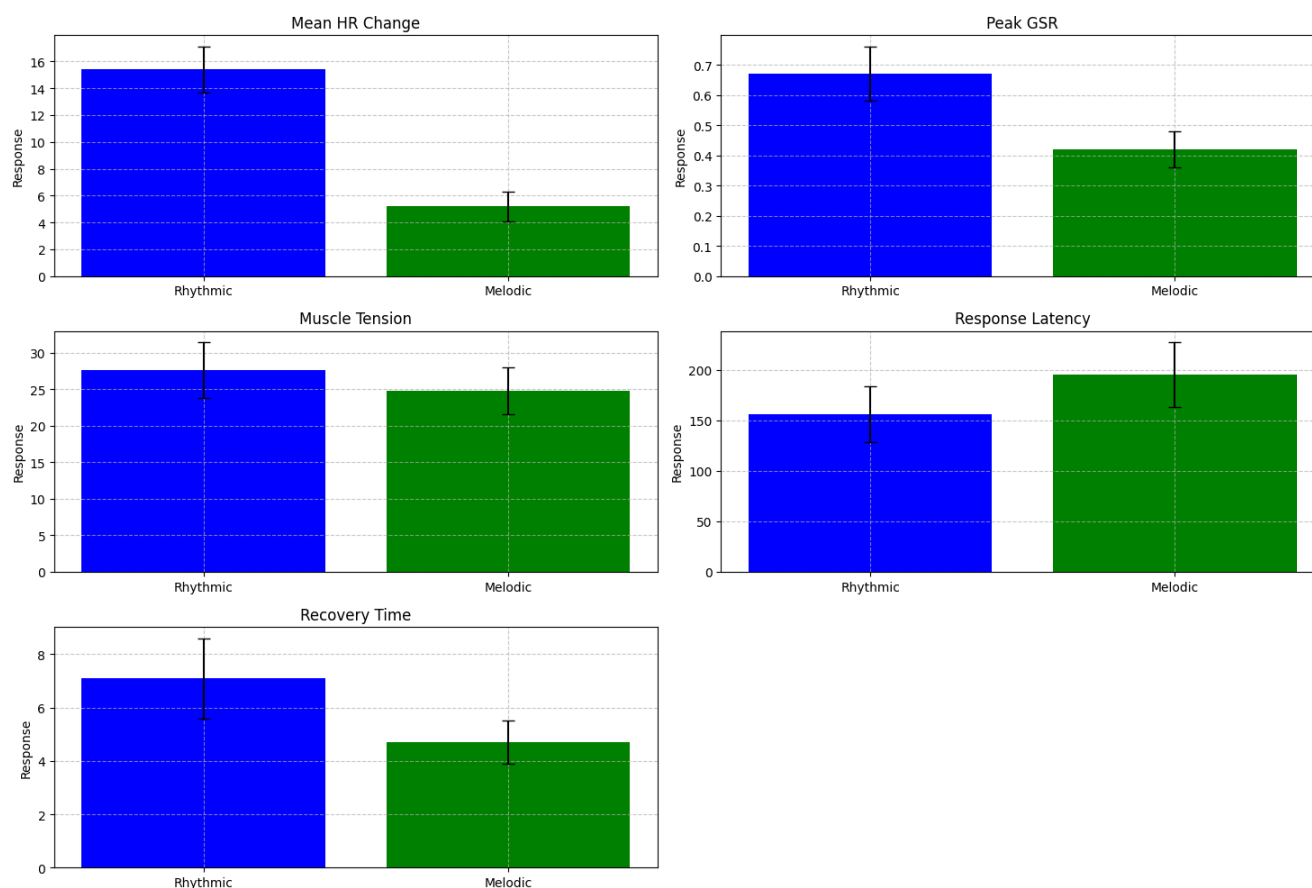 Mean HR Change
Response
16
14
12
10
8
6
4
2
0
Rhythmic Melodic
Peak GSR
Response
0.7
0.6
0.5
0.4
0.3
0.2
0.1
0.0
Rhythmic Melodic
Muscle Tension
Response
30
25
20
15
10
5
0
Rhythmic Melodic
Response Latency
Response
200
150
100
50
0
Rhythmic Melodic
Recovery Time
Response
8
6
4
2
0
Rhythmic Melodic